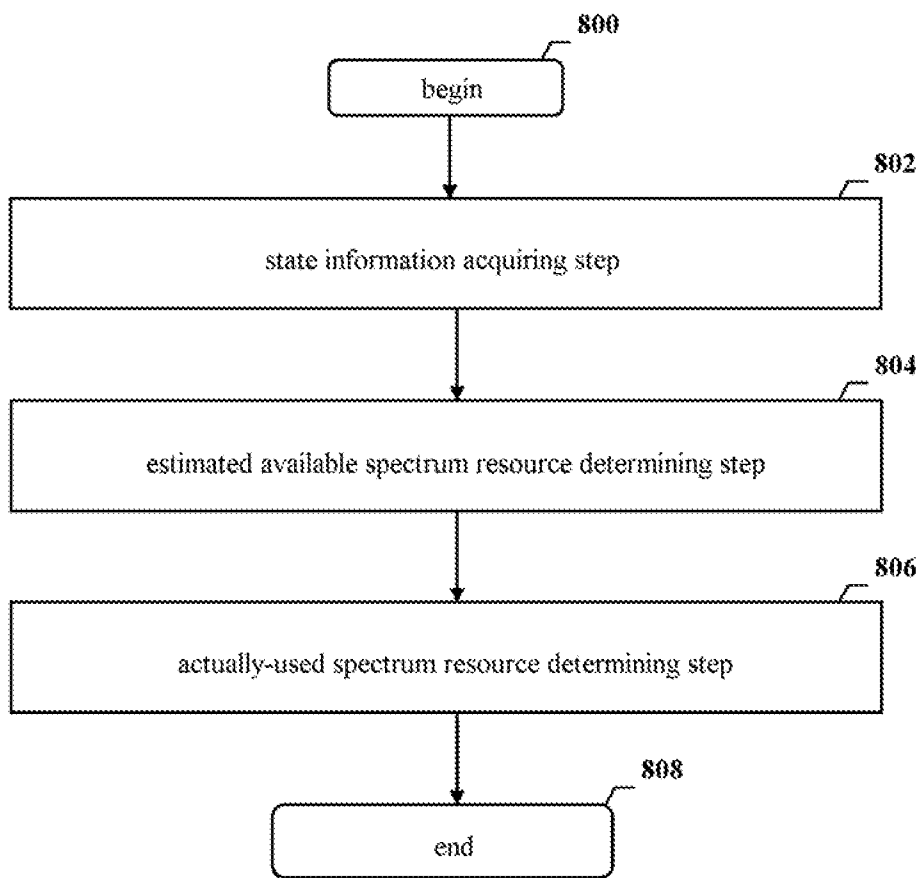 800
begin
802
state information acquiring step
804
estimated available spectrum resource determining step
806
actually-used spectrum resource determining step
808
end